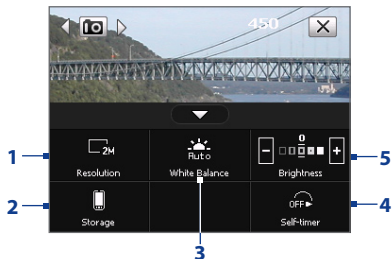 450
1
2M
Resolution
Auto
White Balance
0
- +
Brightness
5
2
Storage
OFF
Self-timer
4
3